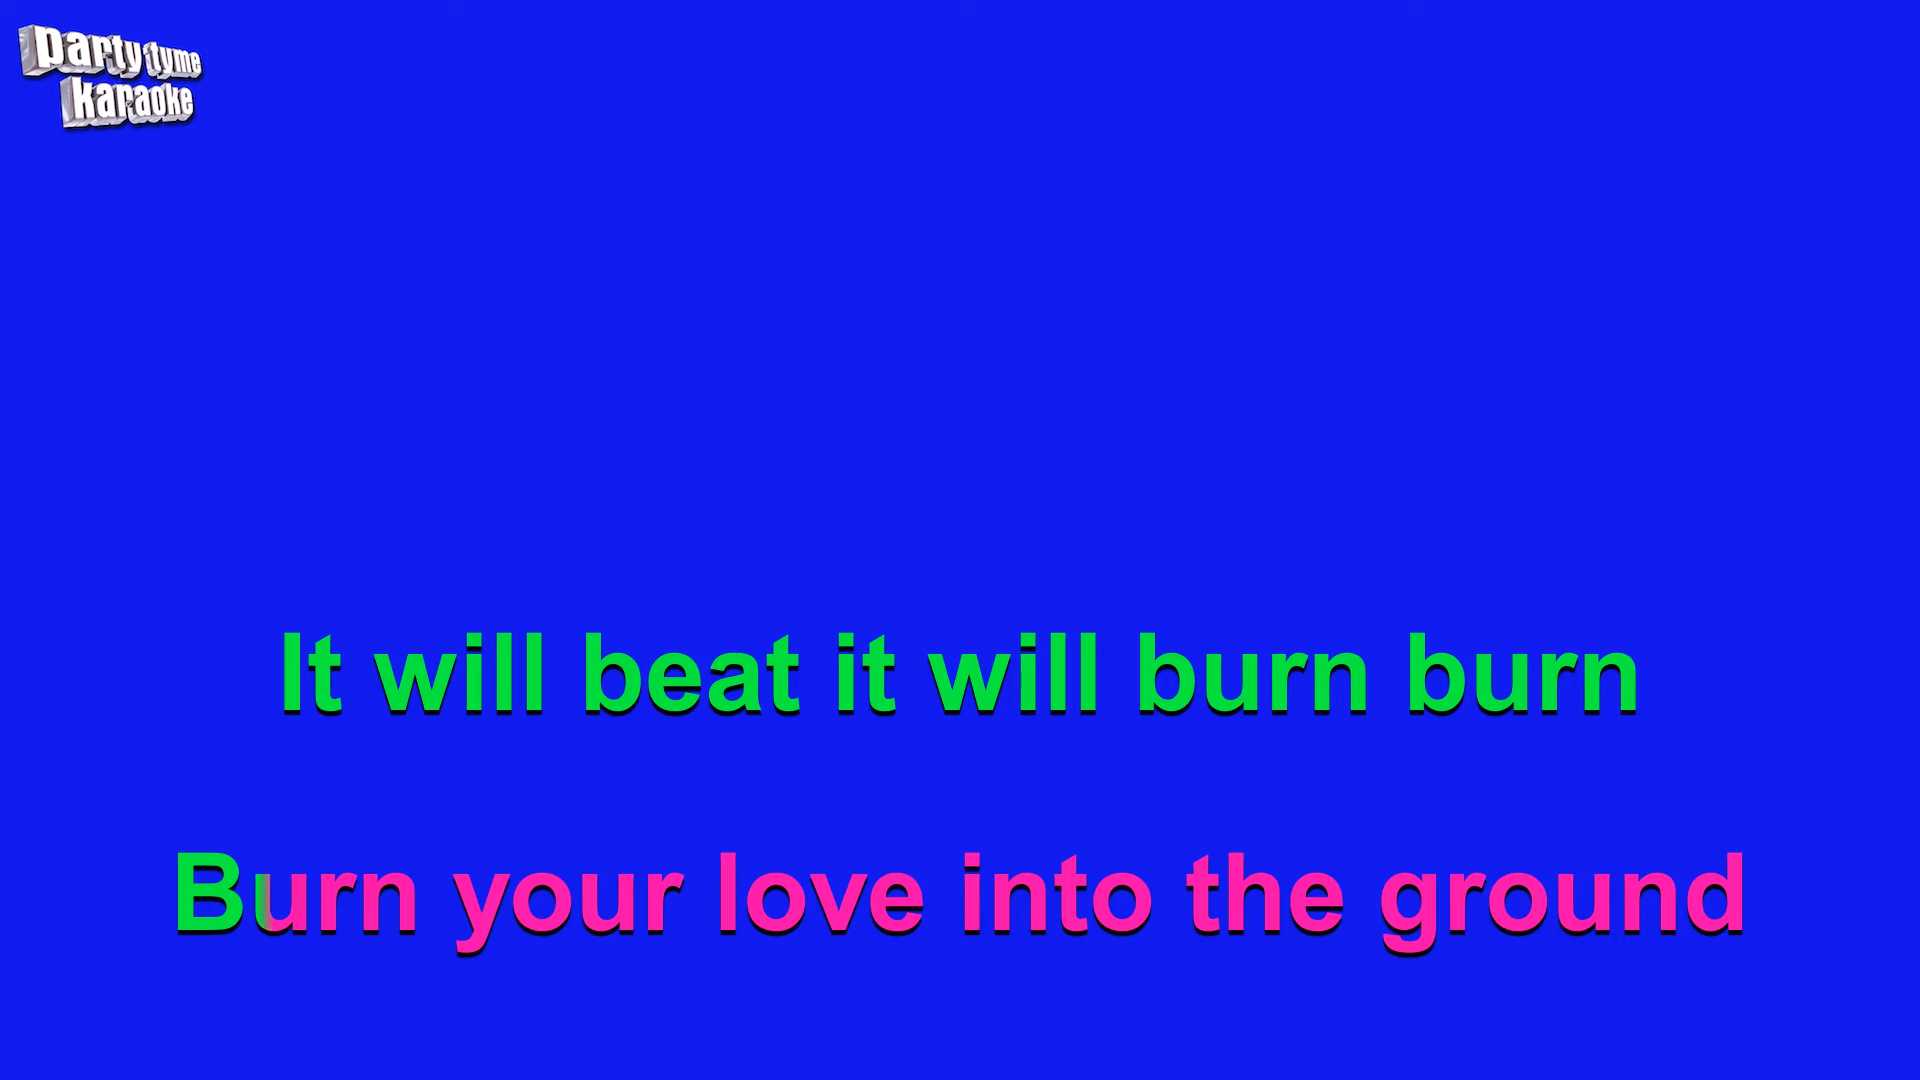 party tyme
karaoke
It will beat it will burn burn
Burn your love into the ground